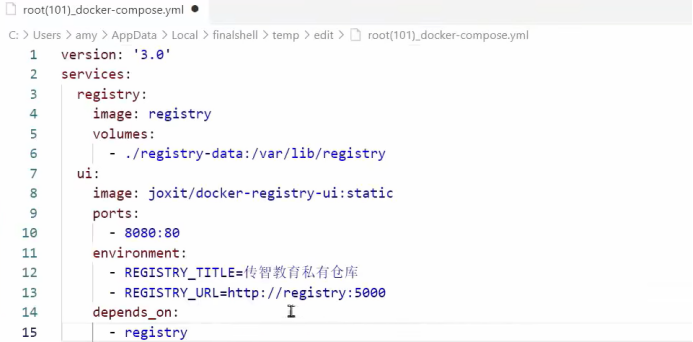 root(101)_docker-compose.yml ●
C: > Users > amy > AppData > Local > finalshell > temp > edit > root(101)_docker-compose.yml
1 version: '3.0'
2 services:
3   registry:
4     image: registry
5     volumes:
6       - ./registry-data:/var/lib/registry
7   ui:
8     image: joxit/docker-registry-ui:static
9     ports:
10       - 8080:80
11     environment:
12       - REGISTRY_TITLE=传智教育私有仓库
13       - REGISTRY_URL=http://registry:5000
14     depends_on:
15       - registry